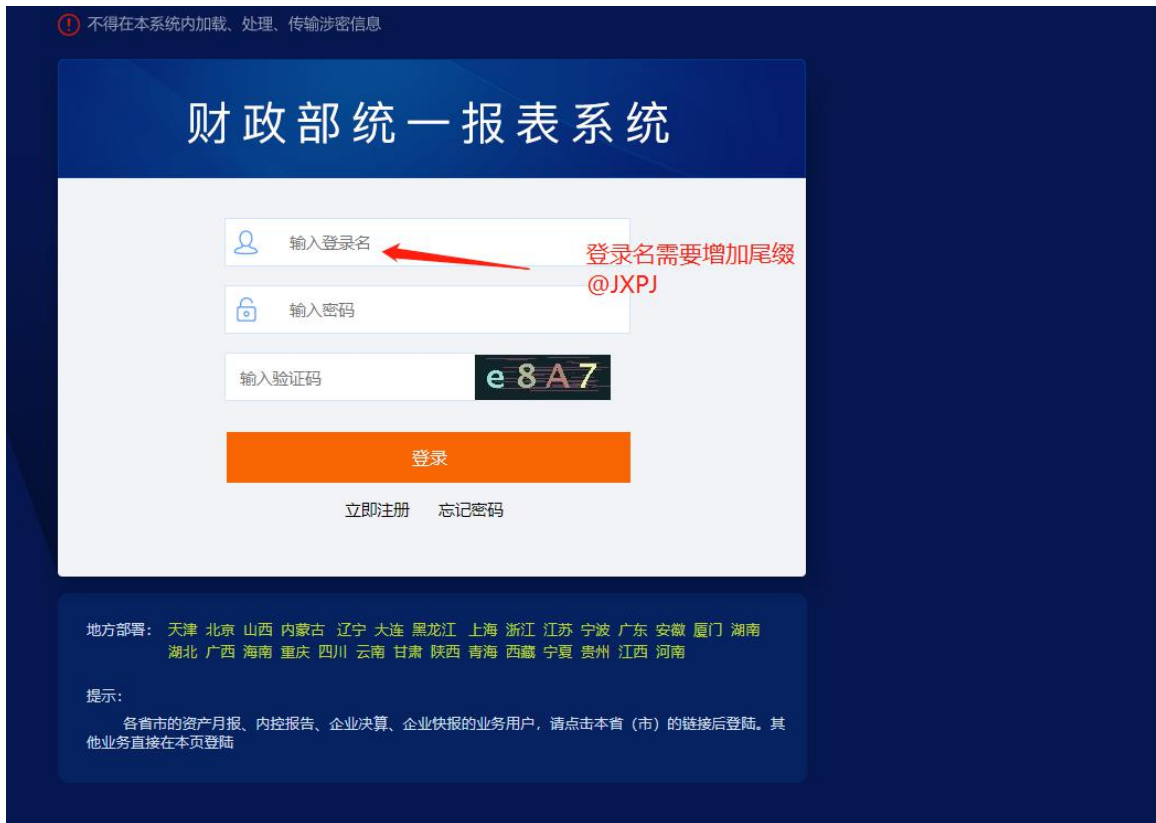 不得在本系统内加载、处理、传输涉密信息
财政部统一报表系统
输入登录名
登录名需要增加尾缀
@JXPJ
输入密码
输入验证码
e8A7
登录
立即注册 忘记密码
地方部署： 天津 北京 山西 内蒙古 辽宁 大连 黑龙江 上海 浙江 江苏 宁波 广东 安徽 厦门 湖南
湖北 广西 海南 重庆 四川 云南 甘肃 陕西 青海 西藏 宁夏 贵州 江西 河南
提示：
各省市的资产月报、内控报告、企业决算、企业快报的业务用户，请点击本省（市）的链接后登陆。其
他业务直接在本页登陆